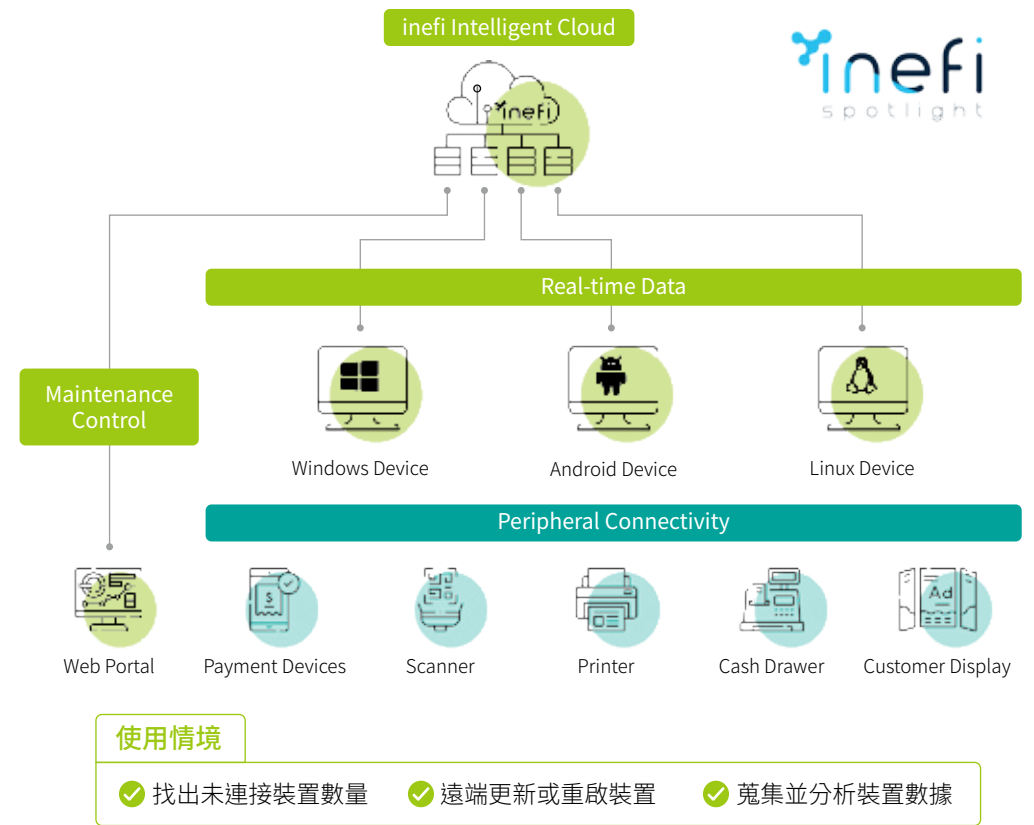 inefi Intelligent Cloud
inefi
spotlight
inefi
Real-time Data
Maintenance
Control
Windows Device
Android Device
Linux Device
Peripheral Connectivity
$
Ad
Web Portal
Payment Devices
Scanner
Printer
Cash Drawer
Customer Display
使用情境
找出未連接裝置數量
遠端更新或重啟裝置
蒐集並分析裝置數據